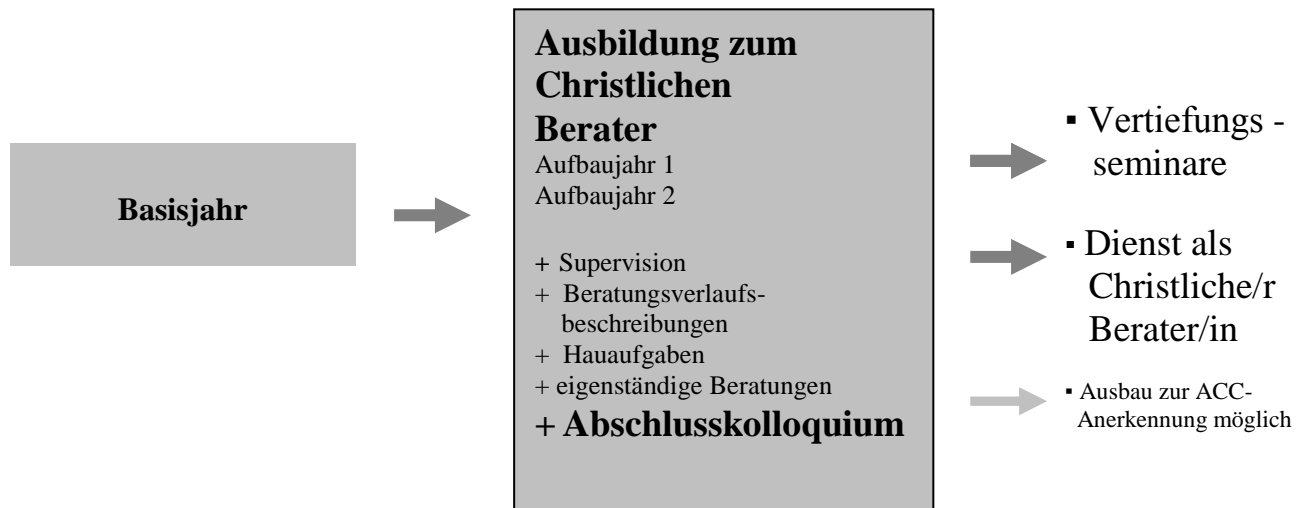 Basisjahr
Ausbildung zum
Christlichen
Berater
Aufbaujahr 1
Aufbaujahr 2
+ Supervision
+ Beratungsverlaufs-
beschreibungen
+ Hauaufgaben
+ eigenständige Beratungen
+ Abschlusskolloquium
▪ Vertiefungs -
seminare
▪ Dienst als
Christliche/r
Berater/in
▪ Ausbau zur ACC-
Anerkennung möglich